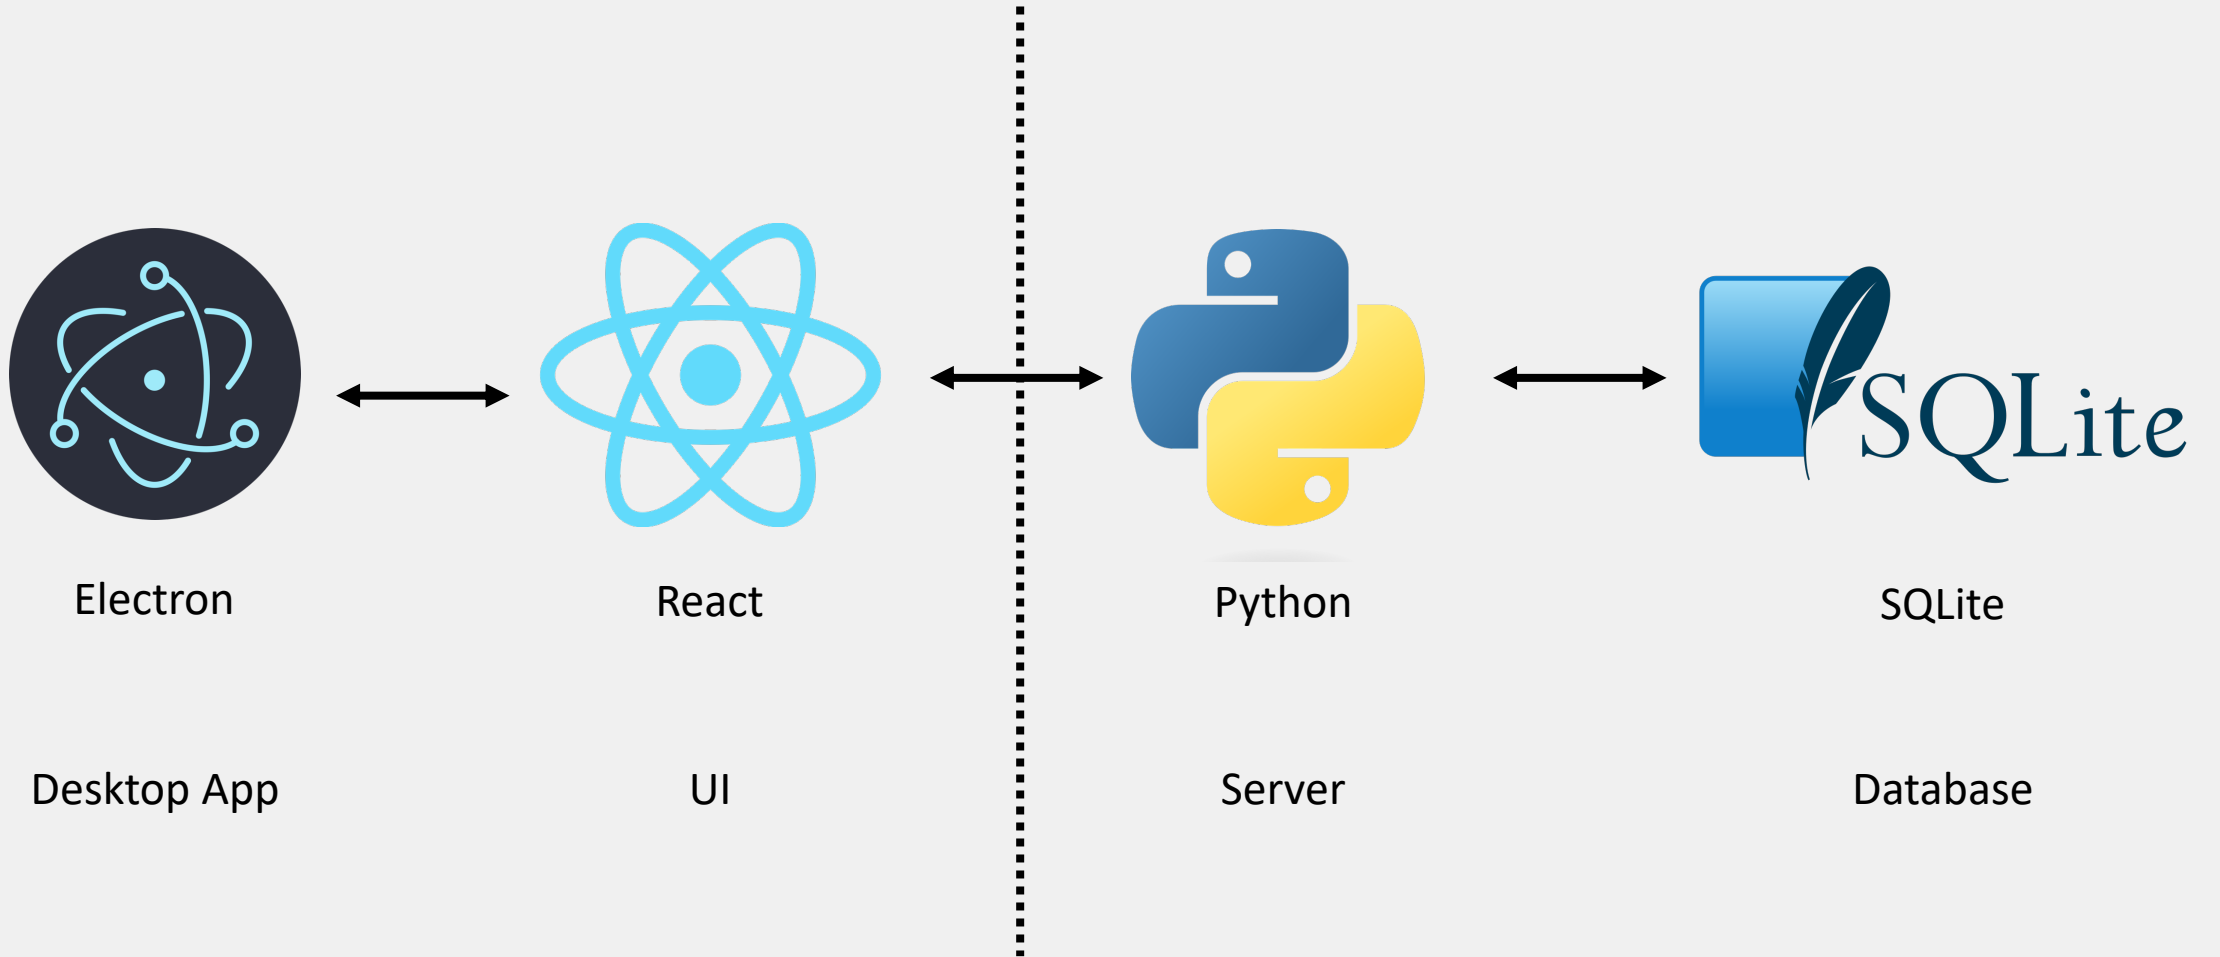 SQLite
Electron
React
Python
SQLite
Desktop App
UI
Server
Database